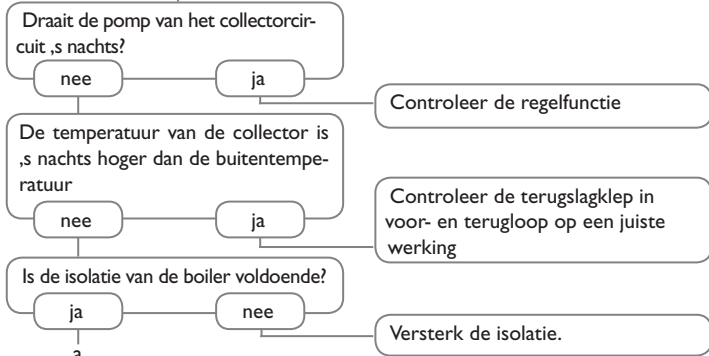 Draait de pomp van het collectorcir-
cuit ,s nachts?
nee
ja
Controleer de regelfunctie
De temperatuur van de collector is
,s nachts hoger dan de buitentempe-
ratuur
nee
ja
Controleer de terugslagklep in
voor- en terugloop op een juiste
werking
Is de isolatie van de boiler voldoende?
ja
nee
Versterk de isolatie.
a